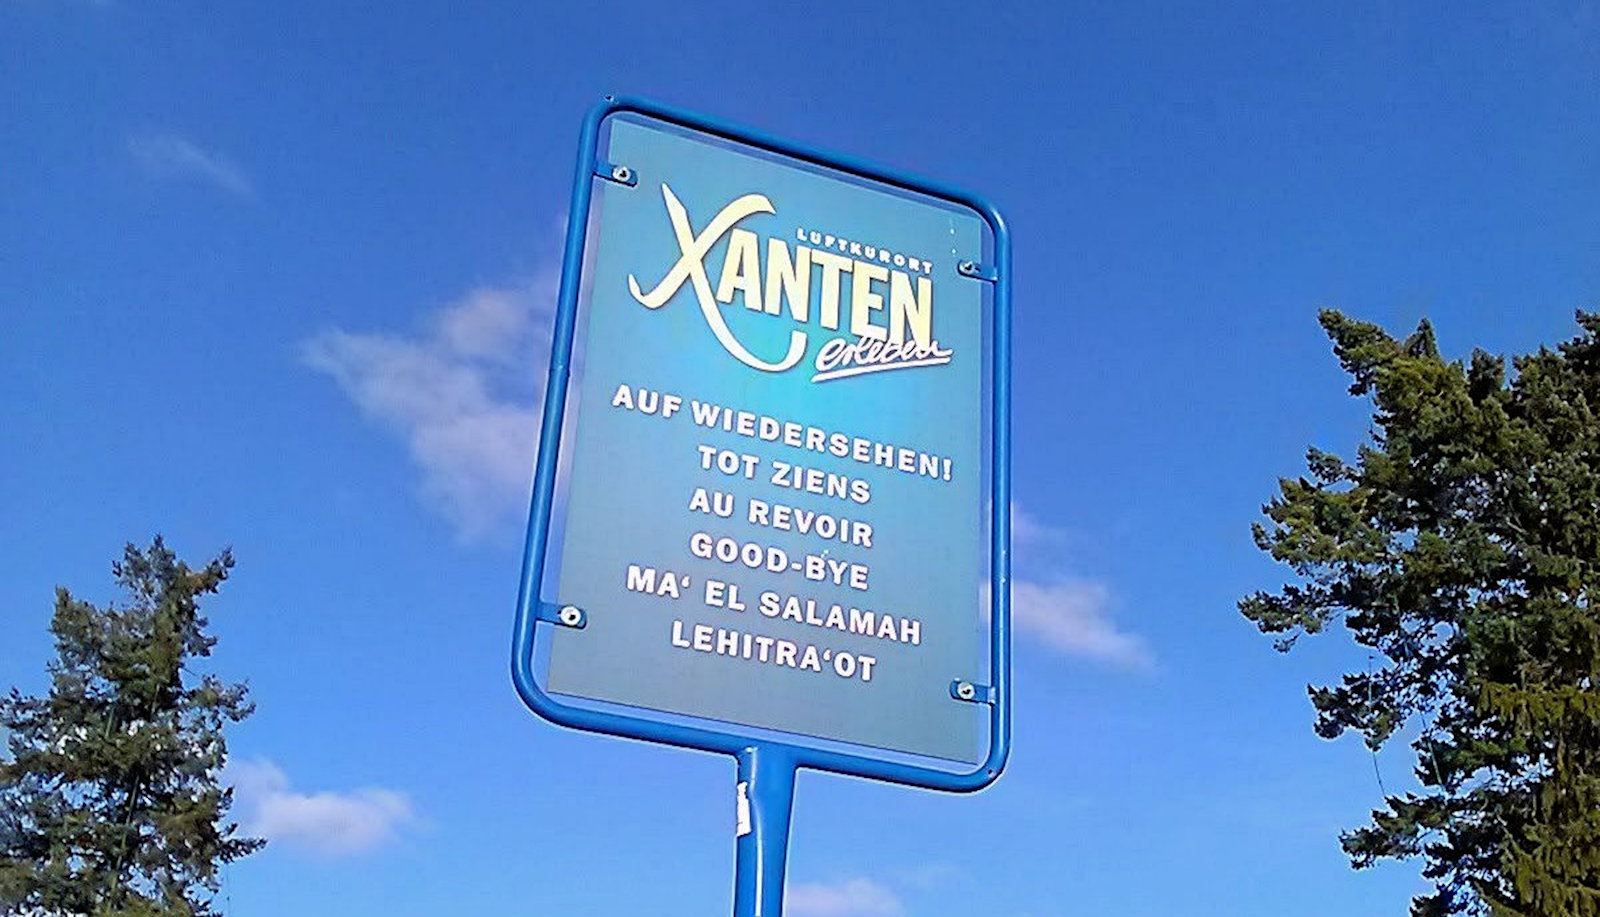 LUFTKURORT
XANTEN
erleben
AUF WIEDERSEHEN!
TOT ZIENS
AU REVOIR
GOOD-BYE
MA‘ EL SALAMAH
LEHITRA‘OT